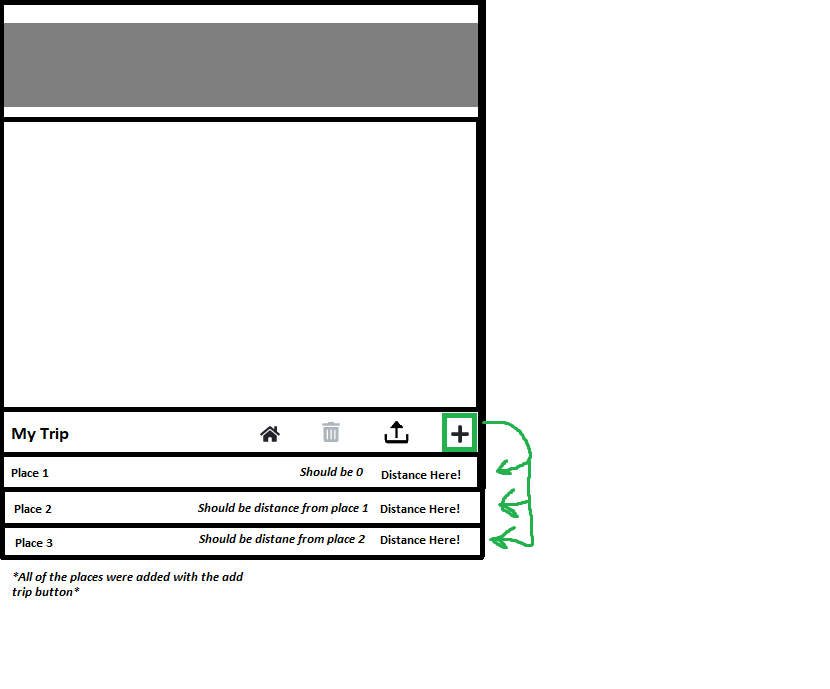 My Trip
Place 1 Should be 0 Distance Here!
Place 2 Should be distance from place 1 Distance Here!
Place 3 Should be distane from place 2 Distance Here!
*All of the places were added with the add
trip button*